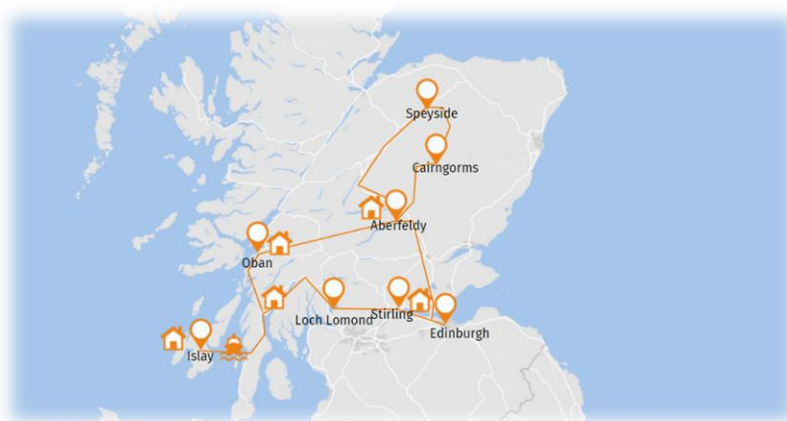 Speyside
Cairngorms
Aberfeldy
Oban
Loch Lomond
Stirling
Edinburgh
Islay